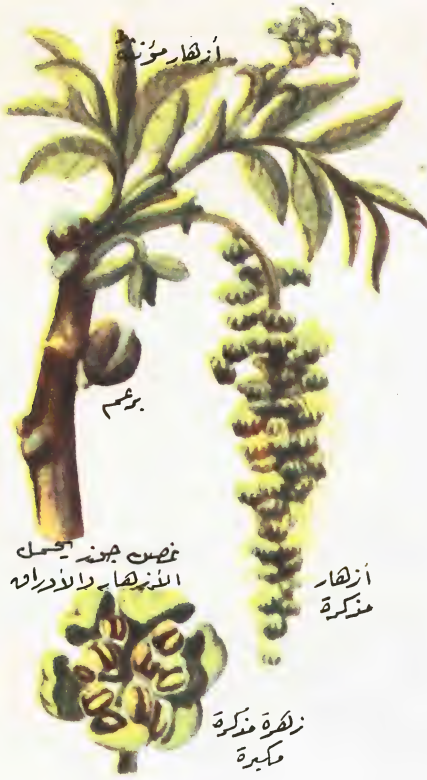 أزهار مؤنثة
برعم
غصن جوز يحمل
الأزهار والأوراق
أزهار
مذكرة
زهرة مذكرة
مكبرة